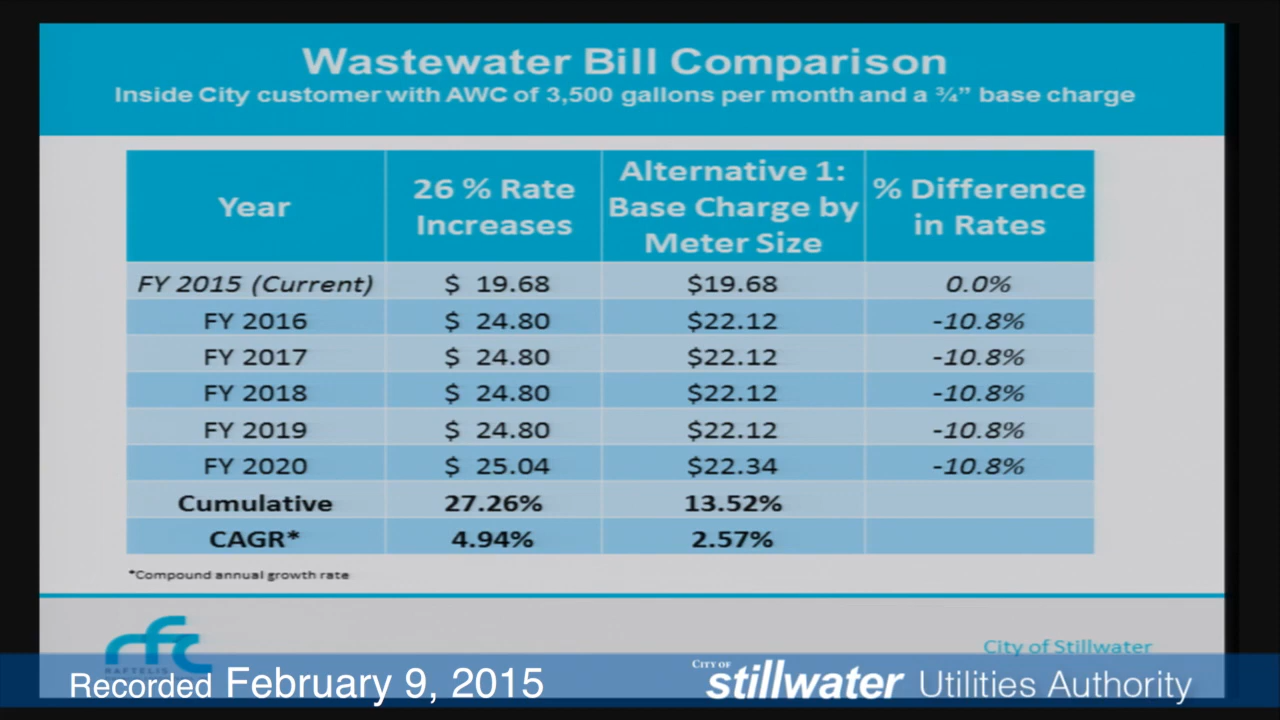 Wastewater Bill Comparison
Inside City customer with AWC of 3,500 gallons per month and a ¾” base charge
Year
26 % Rate
Increases
Alternative 1:
Base Charge by
Meter Size
% Difference
in Rates
FY 2015 (Current) $ 19.68 $19.68 0.0%
FY 2016 $ 24.80 $22.12 -10.8%
FY 2017 $ 24.80 $22.12 -10.8%
FY 2018 $ 24.80 $22.12 -10.8%
FY 2019 $ 24.80 $22.12 -10.8%
FY 2020 $ 25.04 $22.34 -10.8%
Cumulative 27.26% 13.52%
CAGR* 4.94% 2.57%
*Compound annual growth rate
rfc
RAFTELIS
City of Stillwater
Recorded February 9, 2015
CITY OF
stillwater Utilities Authority